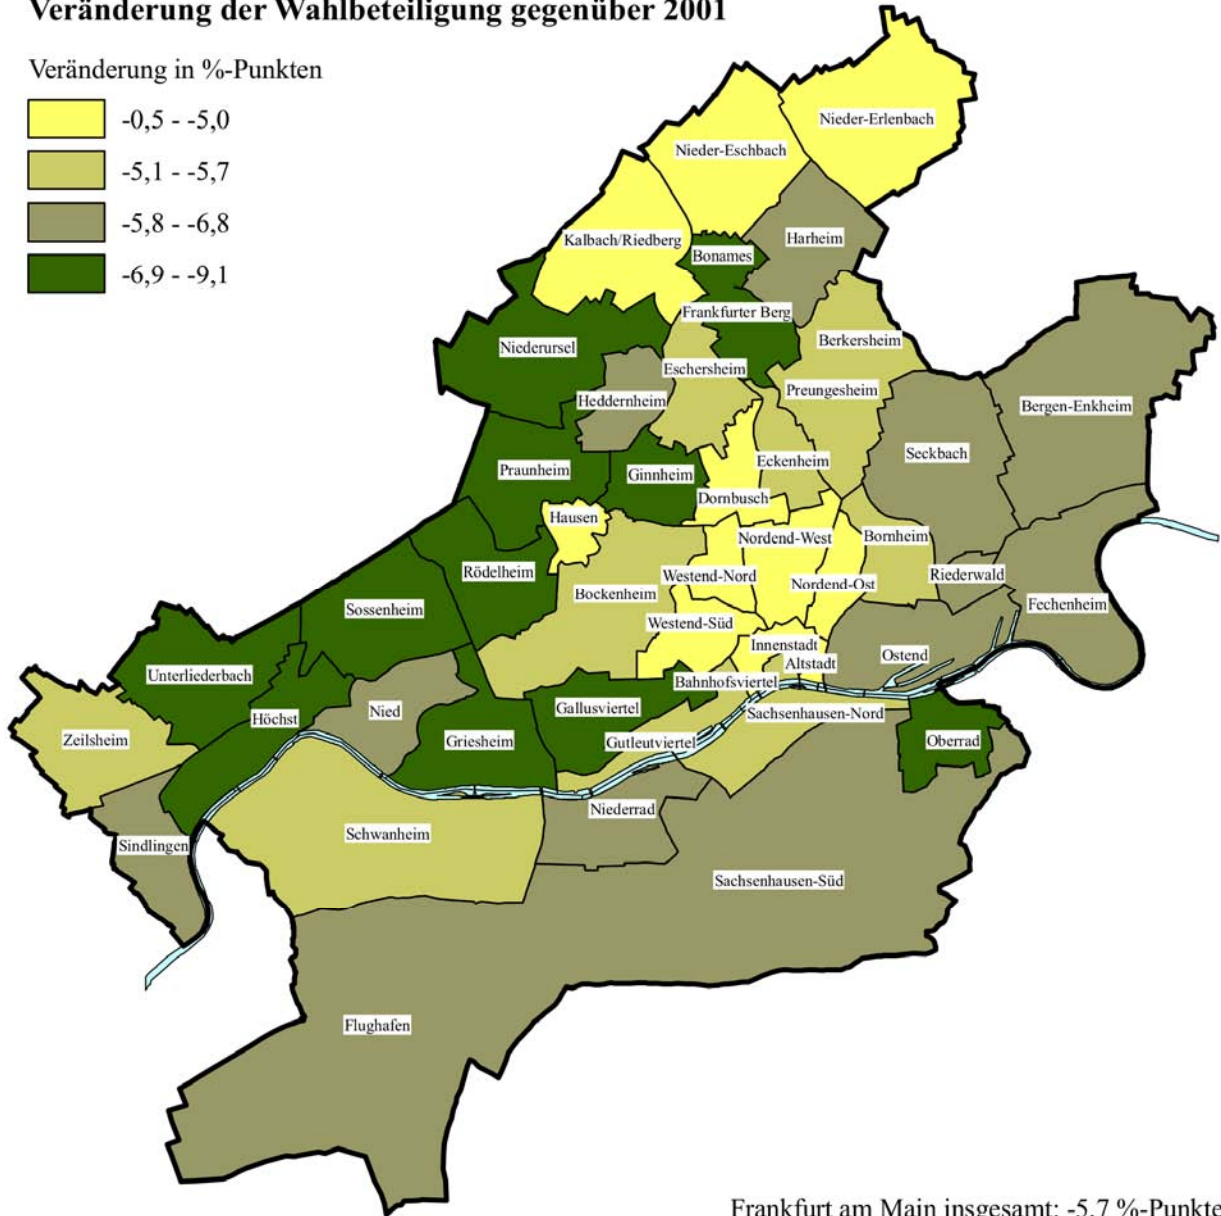 Veränderung der Wahlbeteiligung gegenüber 2001
Veränderung in %-Punkten
-0,5 - -5,0
-5,1 - -5,7
-5,8 - -6,8
-6,9 - -9,1
Nieder-Erlenbach
Nieder-Eschbach
Kalbach/Riedberg
Harheim
Bonames
Frankfurter Berg
Niederursel
Berkersheim
Eschersheim
Preungesheim
Heddernheim
Bergen-Enkheim
Seckbach
Eckenheim
Praunheim
Ginnheim
Dornbusch
Hausen
Nordend-West
Bornheim
Rödelheim
Westend-Nord
Nordend-Ost
Riederwald
Bockenheim
Fechenheim
Sossenheim
Westend-Süd
Innenstadt
Altstadt
Ostend
Unterliederbach
Bahnhofsviertel
Gallusviertel
Höchst
Nied
Sachsenhausen-Nord
Zeilsheim
Griesheim
Gutleutviertel
Oberrad
Niederrad
Schwanheim
Sindlingen
Sachsenhausen-Süd
Flughafen
Frankfurt am Main insgesamt: -5,7 %-Punkte